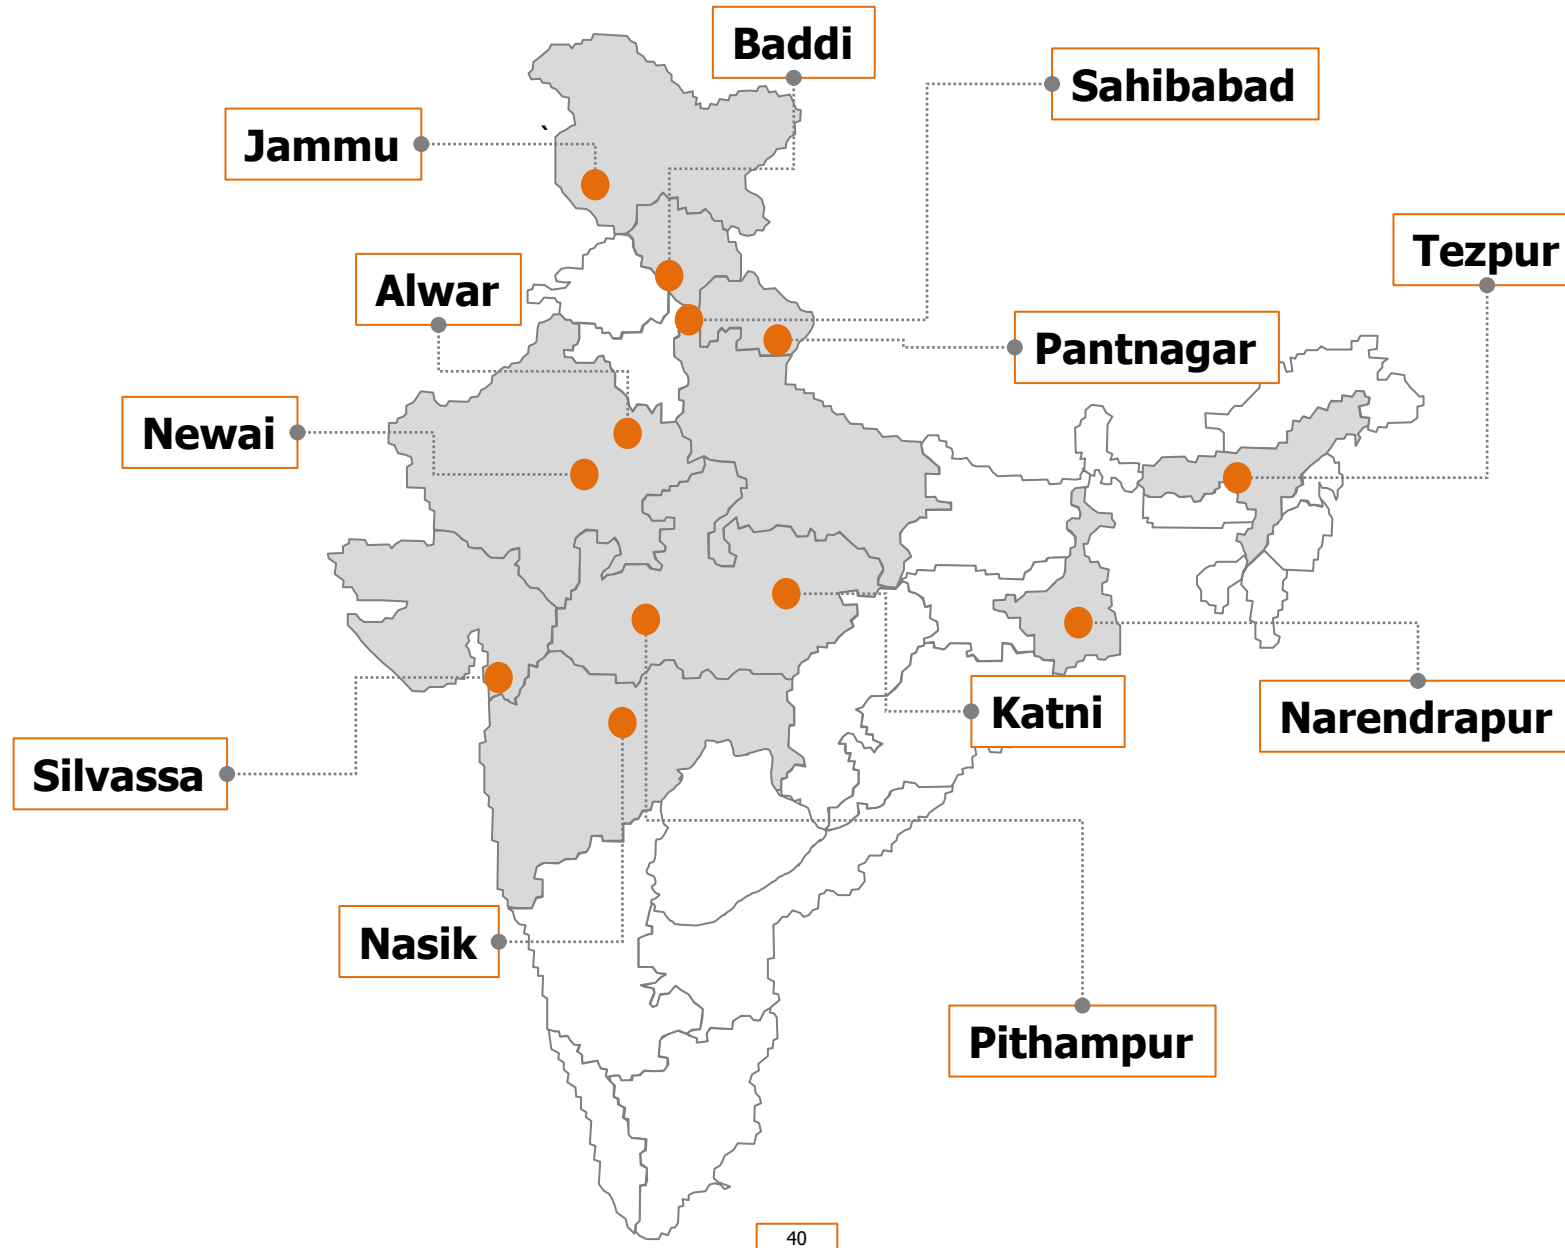 Baddi
Sahibabad
Jammu
`
Tezpur
Alwar
Pantnagar
Newai
Katni
Narendrapur
Silvassa
Nasik
Pithampur
40